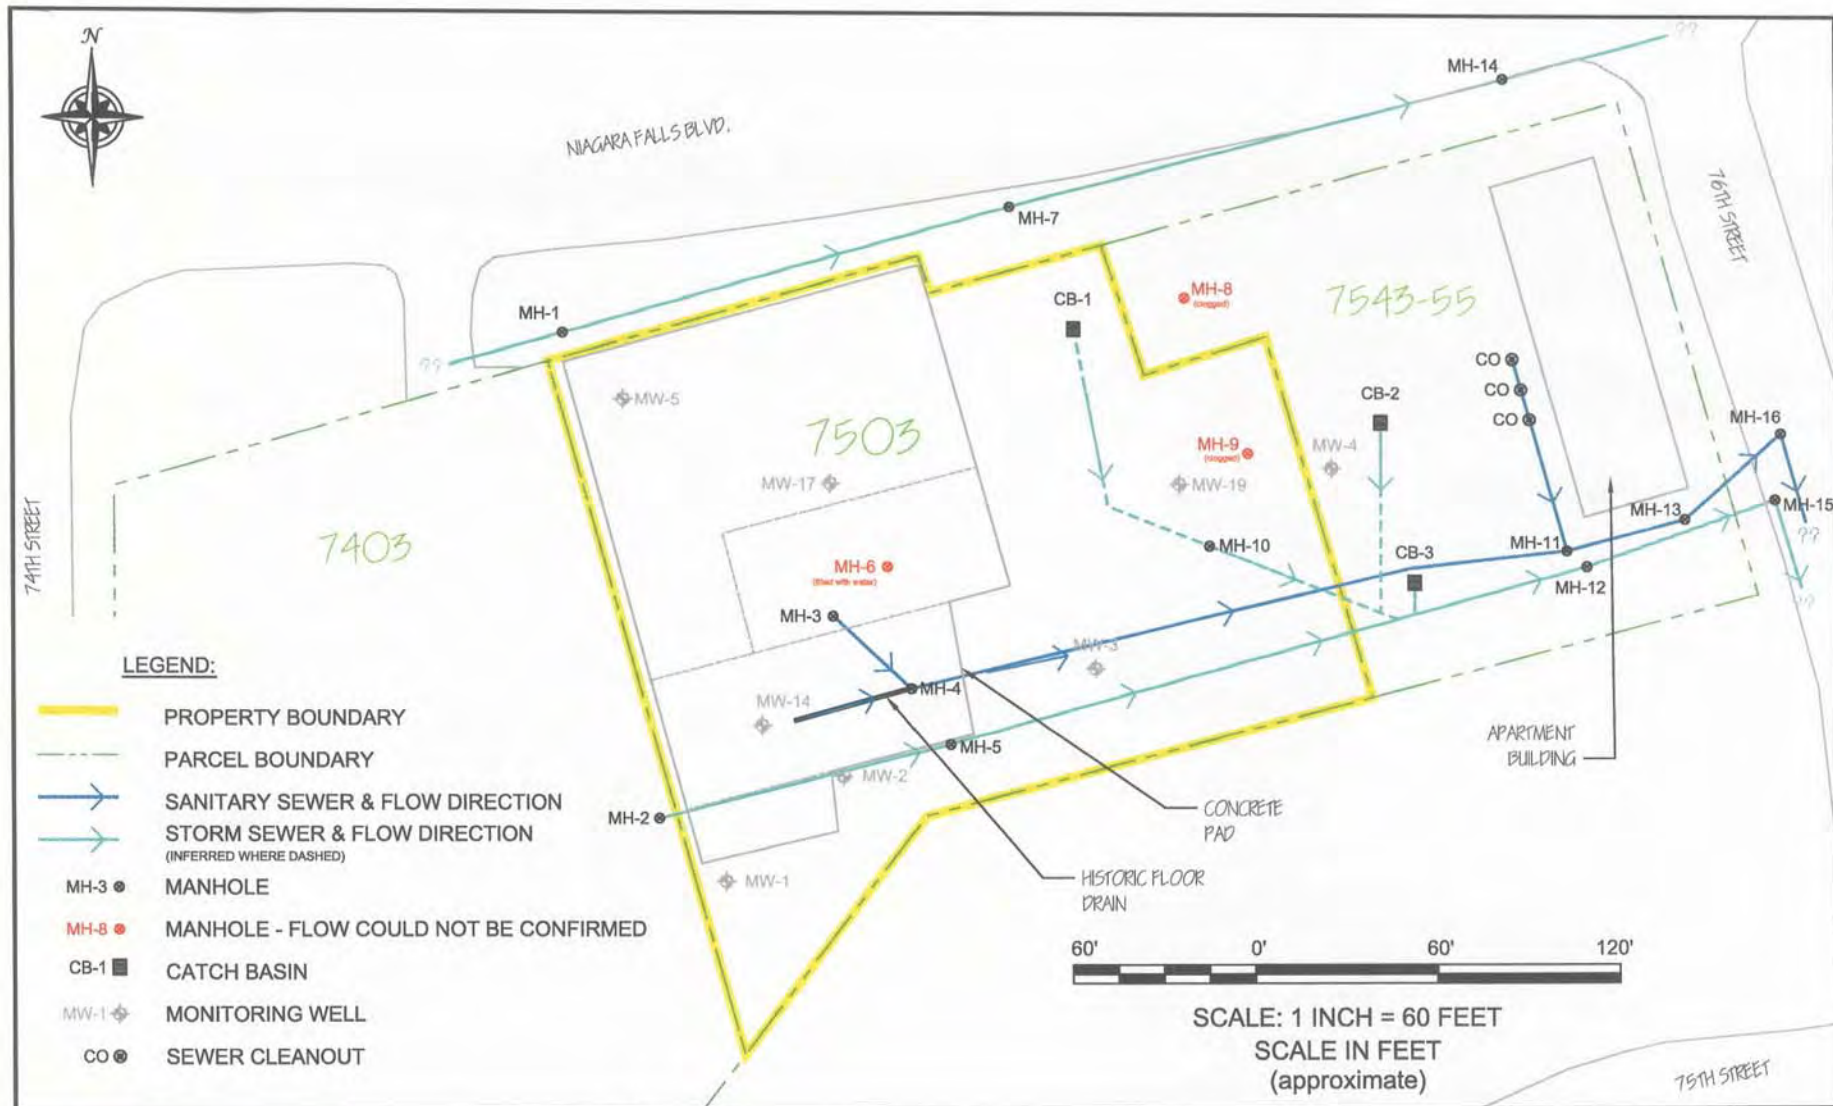 N
??
MH-14
NIAGARA FALLS BLVD.
76TH STREET
MH-7
MH-8
(clogged)
7543-55
CB-1
MH-1
??
CO
CO
CO
CB-2
MW-5
7503
MH-16
MH-9
(clogged)
MW-4
MW-17
MW-19
MH-15
MH-13
??
74TH STREET
7403
MH-10
MH-11
CB-3
MH-6
(filled with water)
MH-12
??
MH-3
MW-3
MH-4
MW-14
MH-5
APARTMENT
BUILDING
MW-2
MH-2
CONCRETE
PAD
MW-1
HISTORIC FLOOR
DRAIN
LEGEND:
PROPERTY BOUNDARY
PARCEL BOUNDARY
SANITARY SEWER & FLOW DIRECTION
STORM SEWER & FLOW DIRECTION
(INFERRED WHERE DASHED)
MH-3 MANHOLE
MH-8 MANHOLE - FLOW COULD NOT BE CONFIRMED
CB-1 CATCH BASIN
MW-1 MONITORING WELL
CO SEWER CLEANOUT
60' 0' 60' 120'
SCALE: 1 INCH = 60 FEET
SCALE IN FEET
(approximate)
75TH STREET